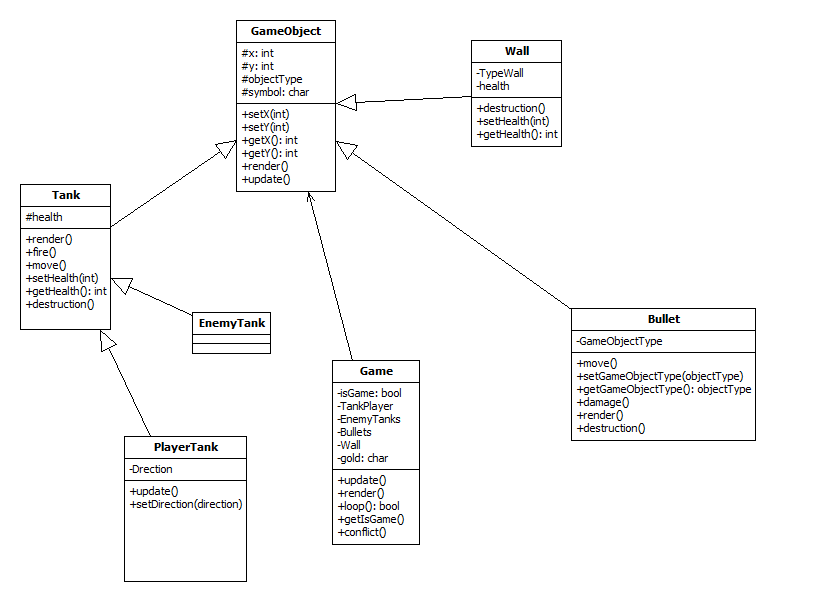 GameObject
#x: int
#y: int
#objectType
#symbol: char
+setX(int)
+setY(int)
+getX(): int
+getY(): int
+render()
+update()
Wall
-TypeWall
-health
+destruction()
+setHealth(int)
+getHealth(): int
Tank
#health
+render()
+fire()
+move()
+setHealth(int)
+getHealth(): int
+destruction()
EnemyTank
Bullet
-GameObjectType
+move()
+setGameObjectType(objectType)
+getGameObjectType(): objectType
+damage()
+render()
+destruction()
Game
-isGame: bool
-TankPlayer
-EnemyTanks
-Bullets
-Wall
-gold: char
+update()
+render()
+loop(): bool
+getIsGame()
+conflict()
PlayerTank
-Drection
+update()
+setDirection(direction)